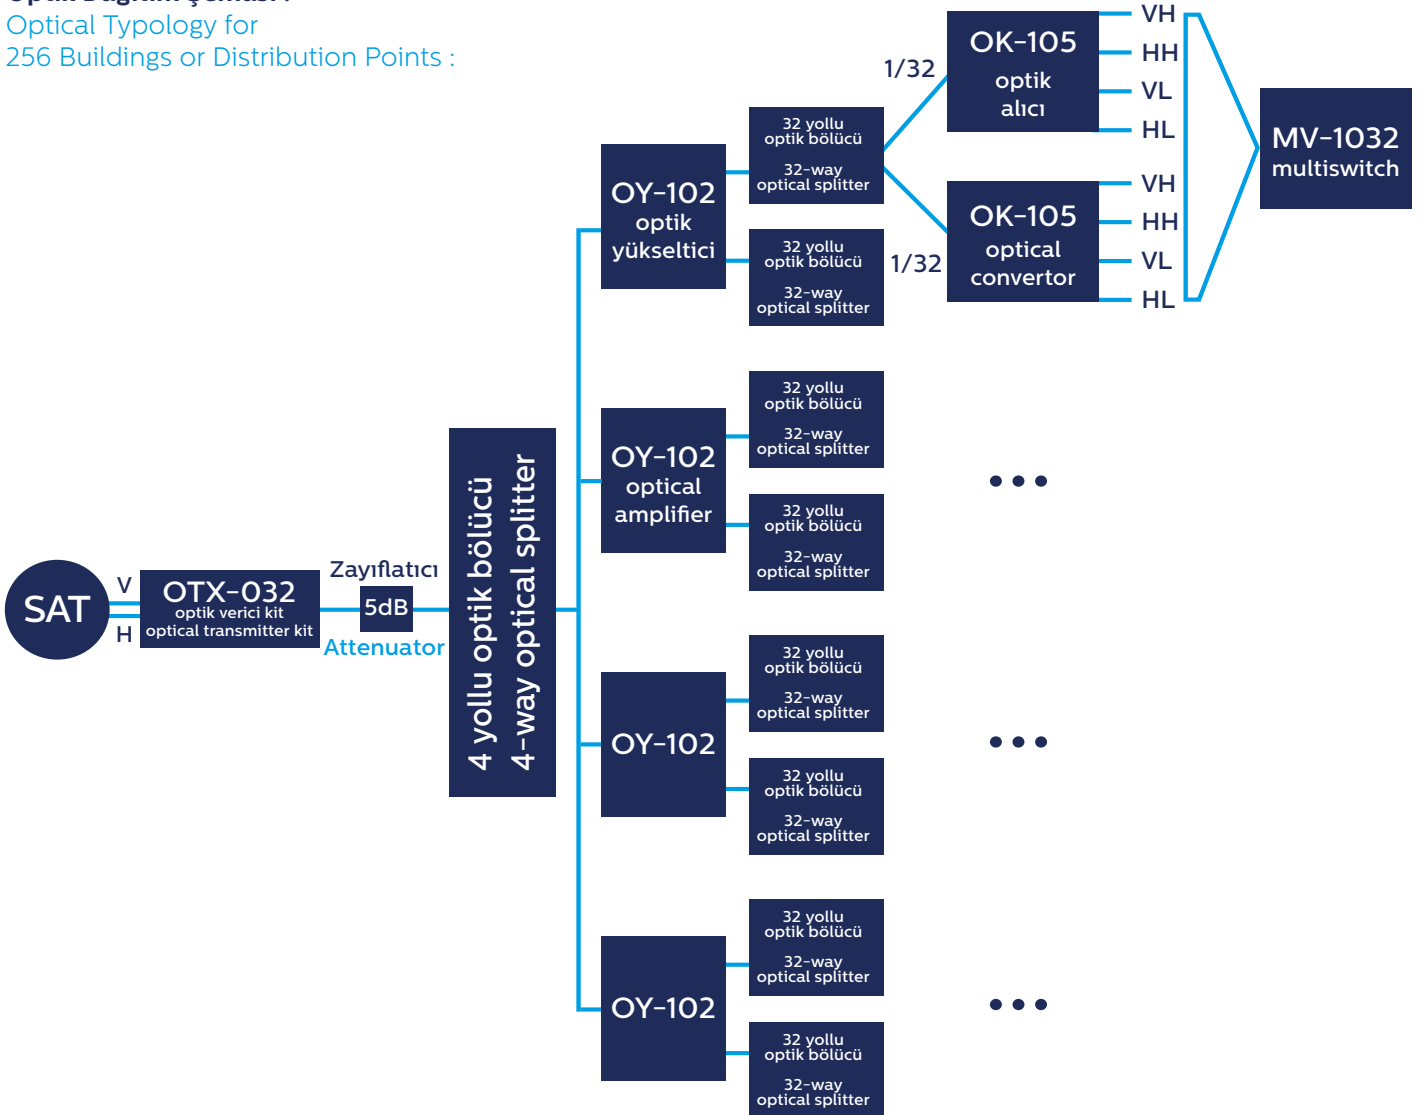 Optik Dağıtım Şeması :
Optical Typology for
256 Buildings or Distribution Points :
SAT
V
H
OTX-032
optik verici kit
optical transmitter kit
Zayıflatıcı
5dB
Attenuator
4 yollu optik bölücü
4-way optical splitter
OY-102
optik
yükseltici
32 yollu
optik bölücü
32-way
optical splitter
32 yollu
optik bölücü
32-way
optical splitter
1/32
1/32
OK-105
optik
alıcı
VH
HH
VL
HL
OK-105
optical
convertor
VH
HH
VL
HL
MV-1032
multiswitch
OY-102
optical
amplifier
32 yollu
optik bölücü
32-way
optical splitter
32 yollu
optik bölücü
32-way
optical splitter
•••
OY-102
32 yollu
optik bölücü
32-way
optical splitter
32 yollu
optik bölücü
32-way
optical splitter
•••
OY-102
32 yollu
optik bölücü
32-way
optical splitter
32 yollu
optik bölücü
32-way
optical splitter
•••